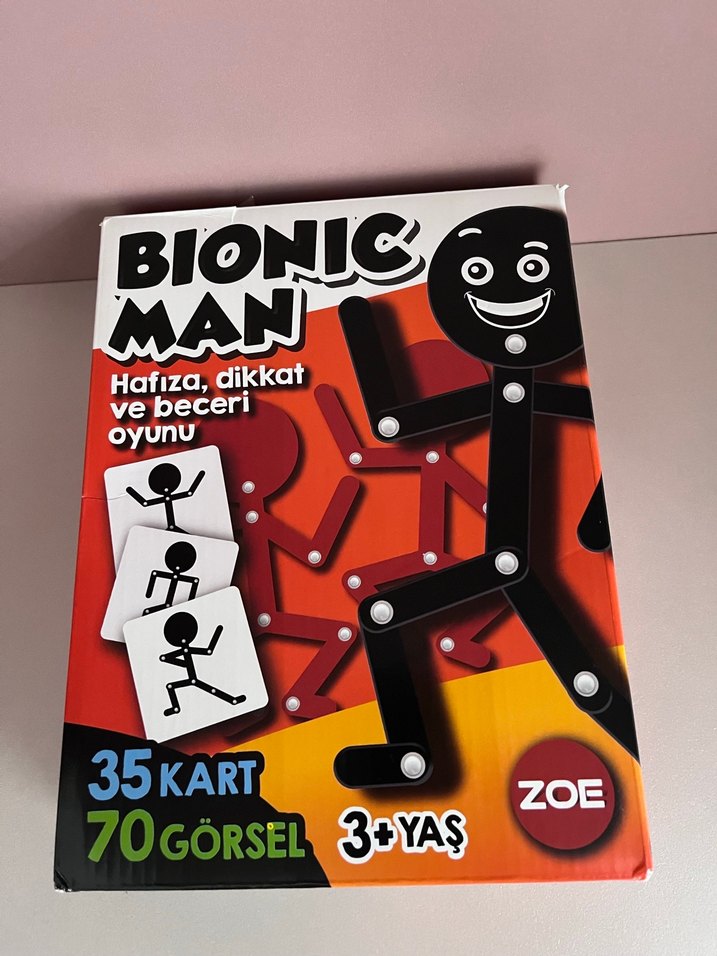 BIONIC
MAN
Hafıza, dikkat
ve beceri
oyunu
35 KART
70 GÖRSEL
3+ YAŞ
ZOE